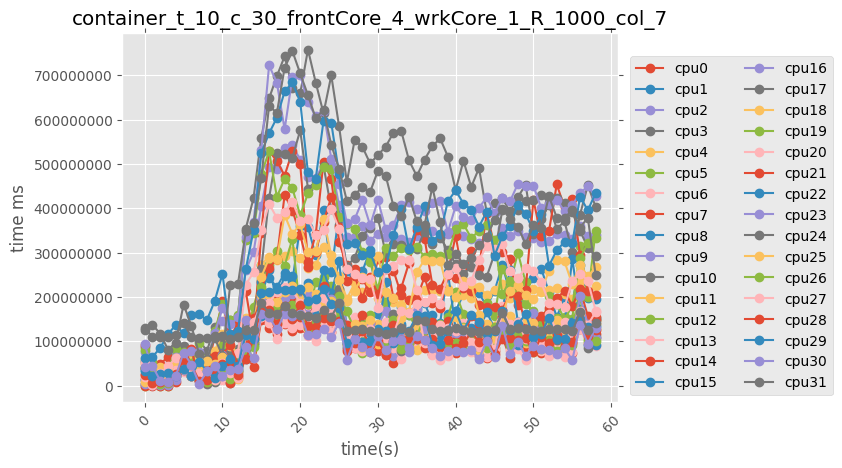 container_t_10_c_30_frontCore_4_wrkCore_1_R_1000_col_7
700000000
600000000
500000000
400000000
300000000
200000000
100000000
0
time ms
0
10
20
30
40
50
60
time(s)
cpu0
cpu1
cpu2
cpu3
cpu4
cpu5
cpu6
cpu7
cpu8
cpu9
cpu10
cpu11
cpu12
cpu13
cpu14
cpu15
cpu16
cpu17
cpu18
cpu19
cpu20
cpu21
cpu22
cpu23
cpu24
cpu25
cpu26
cpu27
cpu28
cpu29
cpu30
cpu31